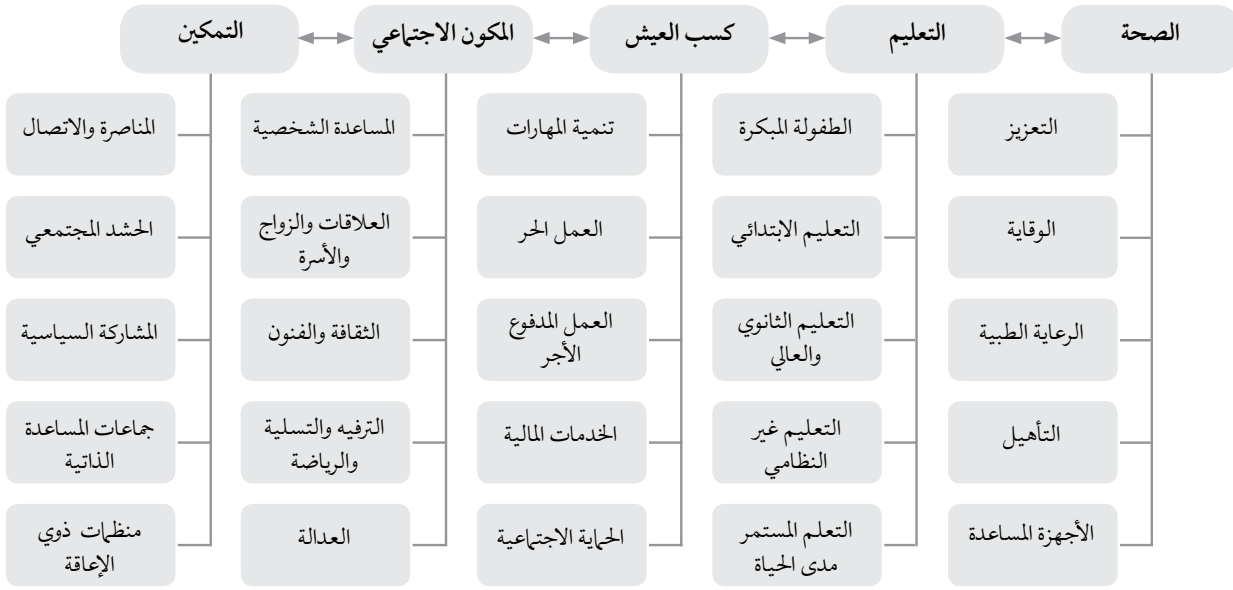 الصحة
التعليم
كسب العيش
المكون الاجتماعي
التمكين
التعزيز
الوقاية
الرعاية الطبية
التأهيل
الأجهزة المساعدة
الطفولة المبكرة
التعليم الابتدائي
التعليم الثانوي
والعالي
التعليم غير
النظامي
التعلم المستمر
مدى الحياة
تنمية المهارات
العمل الحر
العمل المدفوع
الأجر
الخدمات المالية
الحماية الاجتماعية
المساعدة الشخصية
العلاقات والزواج
والأسرة
الثقافة والفنون
الترفيه والتسلية
والرياضة
العدالة
المناصرة والاتصال
الحشد المجتمعي
المشاركة السياسية
جماعات المساعدة
الذاتية
منظمات ذوي
الإعاقة